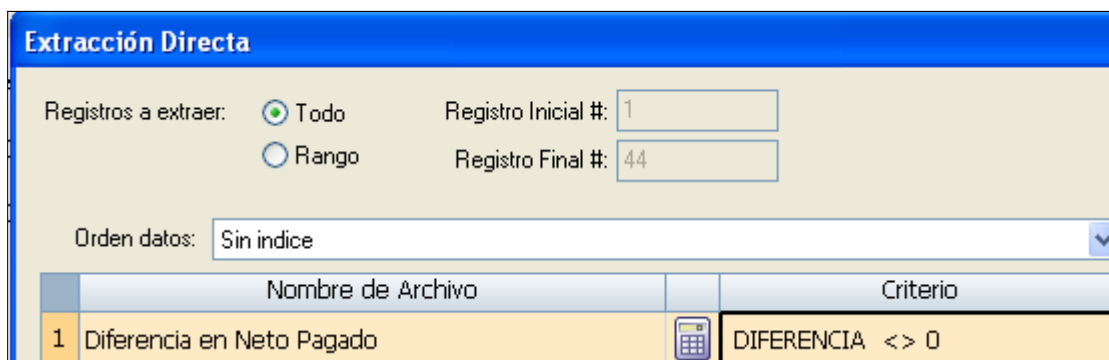 Extracción Directa
Registros a extraer: Todo Registro Inicial #: 1
Rango Registro Final #: 44
Orden datos: Sin indice
Nombre de Archivo Criterio
1 Diferencia en Neto Pagado DIFERENCIA <> 0